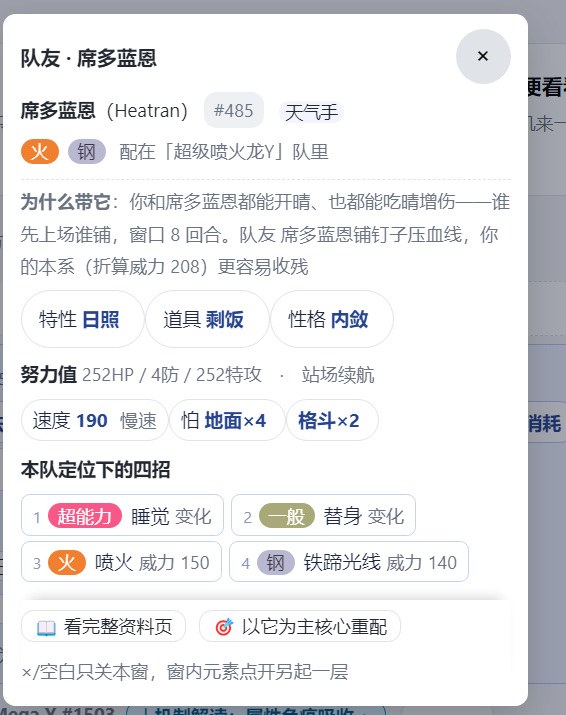 队友 · 席多蓝恩
×
席多蓝恩（Heatran） #485 天气手
火 钢 配在「超级喷火龙Y」队里
为什么带它：你和席多蓝恩都能开晴、也都能吃晴增伤——谁
先上场谁铺，窗口 8 回合。队友 席多蓝恩铺钉子压血线，你
的本系（折算威力 208）更容易收残
特性 日照 道具 剩饭 性格 内敛
努力值 252HP / 4防 / 252特攻 · 站场续航
速度 190 慢速 怕 地面×4 格斗×2
本队定位下的四招
1 超能力 睡觉 变化 2 一般 替身 变化
3 火 喷火 威力 150 4 钢 铁蹄光线 威力 140
📖 看完整资料页 🎯 以它为主核心重配
×/空白只关本窗，窗内元素点开另起一层
消耗